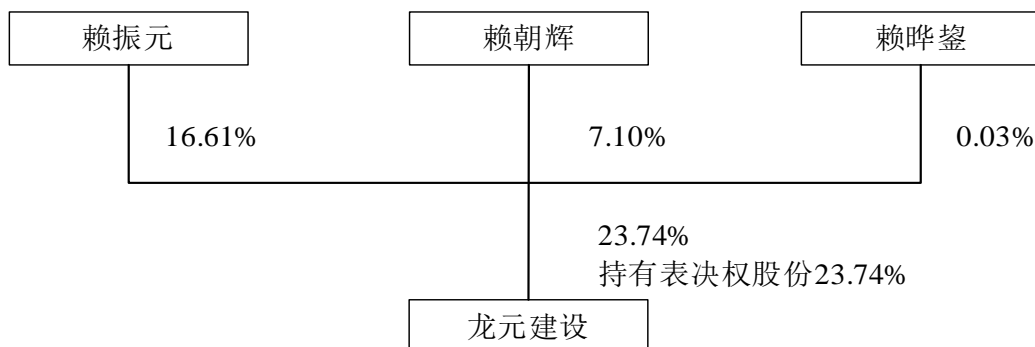 赖振元
赖朝辉
赖晔鋆
16.61%
7.10%
0.03%
23.74%
持有表决权股份23.74%
龙元建设